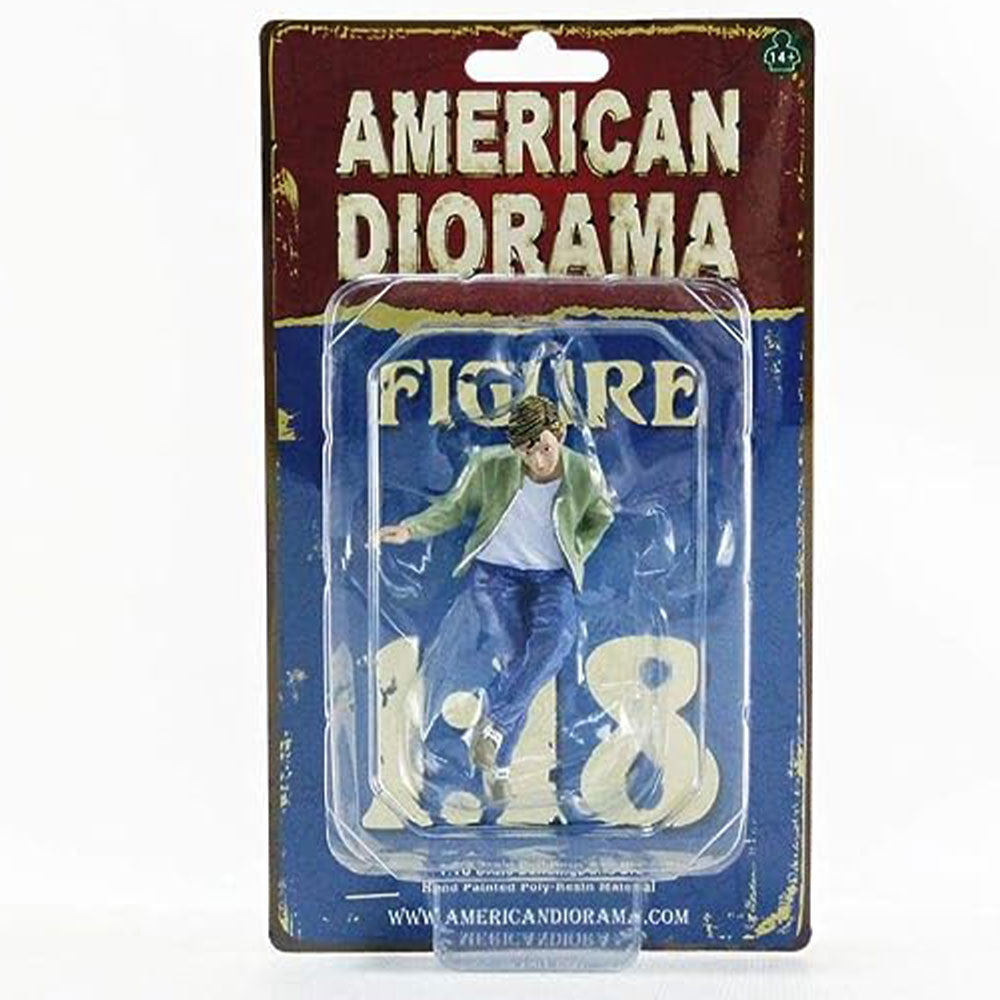 14+
AMERICAN
DIORAMA
FIGURE
1:18
Hand Painted Poly-Resin Material
WWW.AMERICANDIORAMA.COM